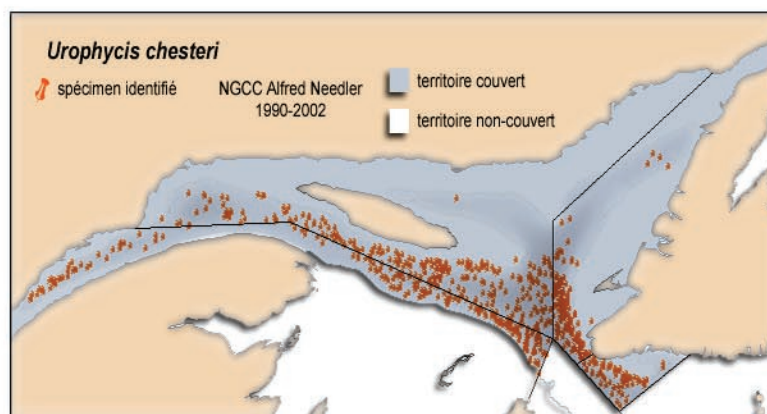 Urophycis chesteri
spécimen identifié
NGCC Alfred Needler
1990-2002
territoire couvert
territoire non-couvert